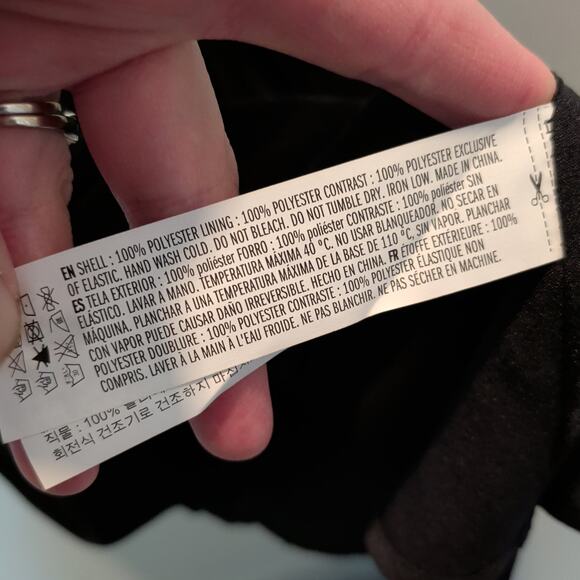 EN SHELL : 100% POLYESTER LINING : 100% POLYESTER CONTRAST : 100% POLYESTER EXCLUSIVE
OF ELASTIC. HAND WASH COLD. DO NOT BLEACH. DO NOT TUMBLE DRY. IRON LOW. MADE IN CHINA.
ES TELA EXTERIOR : 100% poliéster FORRO : 100% poliéster CONTRASTE : 100% poliéster SIN
ELÁSTICO. LAVAR A MANO. TEMPERATURA MÁXIMA 40 °C. NO USAR BLANQUEADOR. NO SECAR EN
MÁQUINA. PLANCHAR A UNA TEMPERATURA MÁXIMA DE LA BASE DE 110 °C, SIN VAPOR. PLANCHAR
CON VAPOR PUEDE CAUSAR DAÑO IRREVERSIBLE. HECHO EN CHINA. FR ÉTOFFE EXTÉRIEURE : 100%
POLYESTER DOUBLURE : 100% POLYESTER CONTRASTE : 100% POLYESTER ÉLASTIQUE NON
COMPRIS. LAVER À LA MAIN À L'EAU FROIDE. NE PAS BLANCHIR. NE PAS SÉCHER EN MACHINE.
직물 : 100%
회전식 건조기로 건조하지 마십시